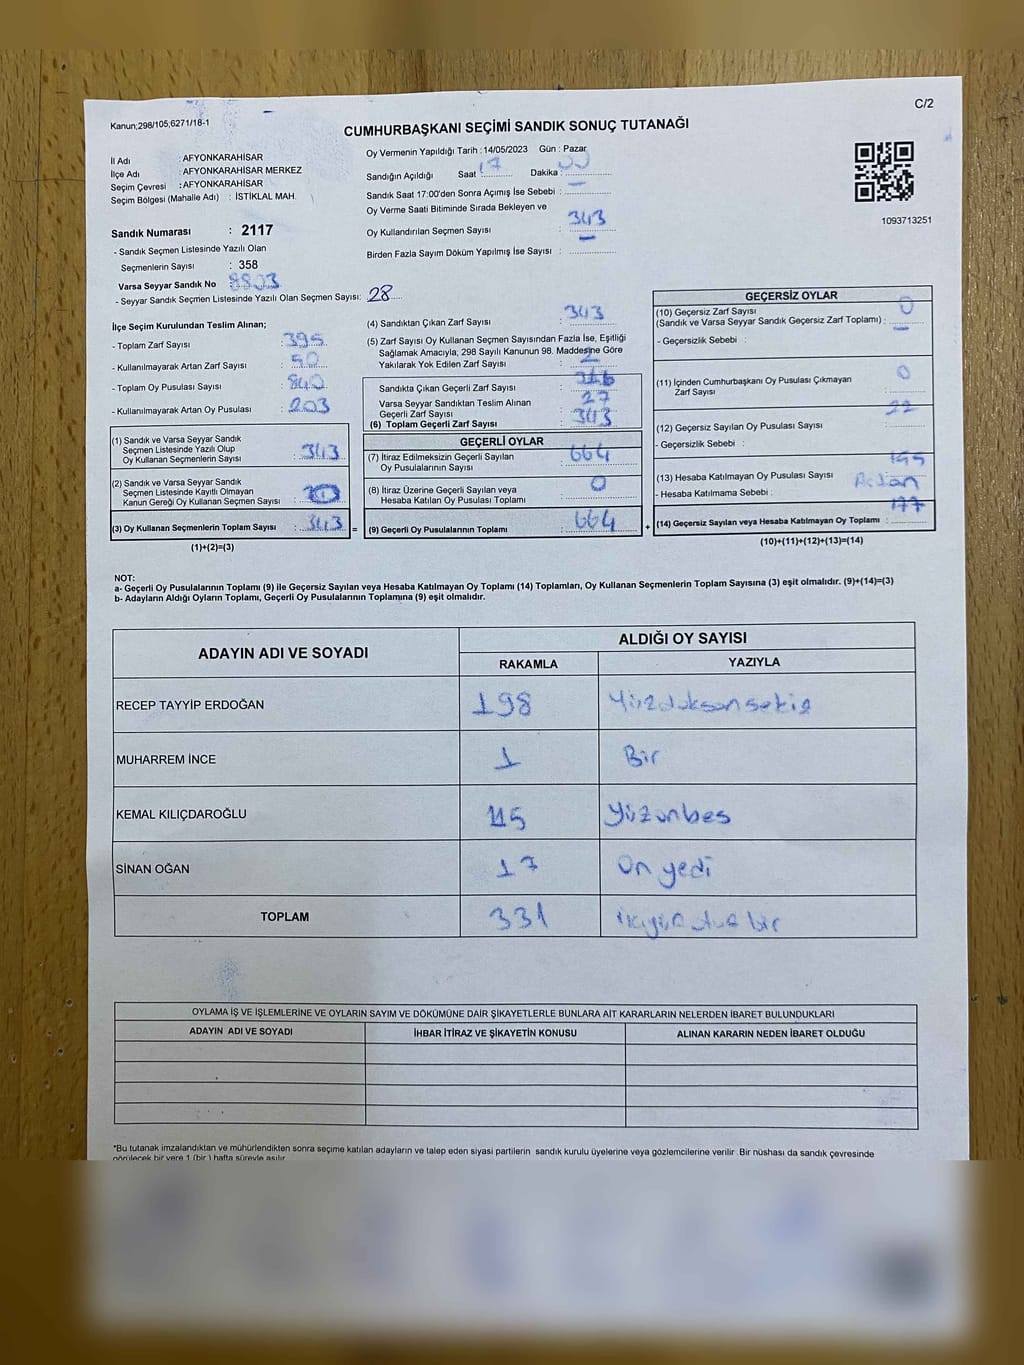 C/2
Kanun;298/105,6271/18-1
CUMHURBAŞKANI SEÇİMİ SANDIK SONUÇ TUTANAĞI
İl Adı : AFYONKARAHİSAR
İlçe Adı : AFYONKARAHİSAR MERKEZ
Seçim Çevresi : AFYONKARAHİSAR
Seçim Bölgesi (Mahalle Adı) : İSTİKLAL MAH.
Sandık Numarası : 2117
- Sandık Seçmen Listesinde Yazılı Olan
Seçmenlerin Sayısı : 358
Varsa Seyyar Sandık No
- Seyyar Sandık Seçmen Listesinde Yazılı Olan Seçmen Sayısı: 28
Oy Vermenin Yapıldığı Tarih : 14/05/2023 Gün : Pazar
Sandığın Açıldığı Saat : 17 Dakika :
Sandık Saat 17:00'den Sonra Açımış İse Sebebi : —
Oy Verme Saati Bitiminde Sırada Bekleyen ve
Oy Kullandırılan Seçmen Sayısı : 343
Birden Fazla Sayım Döküm Yapılmış İse Sayısı : —
1093713251
İlçe Seçim Kurulundan Teslim Alınan;
- Toplam Zarf Sayısı : 395
- Kullanılmayarak Artan Zarf Sayısı : 50
- Toplam Oy Pusulası Sayısı : 840
- Kullanılmayarak Artan Oy Pusulası : 203
(1) Sandık ve Varsa Seyyar Sandık
Seçmen Listesinde Yazılı Olup
Oy Kullanan Seçmenlerin Sayısı : 343
(2) Sandık ve Varsa Seyyar Sandık
Seçmen Listesinde Kayıtlı Olmayan
Kanun Gereği Oy Kullanan Seçmen Sayısı :
(3) Oy Kullanan Seçmenlerin Toplam Sayısı : 343
(1)+(2)=(3)
(4) Sandıktan Çıkan Zarf Sayısı : 343
(5) Zarf Sayısı Oy Kullanan Seçmen Sayısından Fazla İse, Eşitliği
Sağlamak Amacıyla, 298 Sayılı Kanunun 98. Maddesine Göre
Yakılarak Yok Edilen Zarf Sayısı : 2
Sandıkta Çıkan Geçerli Zarf Sayısı : 316
Varsa Seyyar Sandıktan Teslim Alınan
Geçerli Zarf Sayısı : 27
(6) Toplam Geçerli Zarf Sayısı : 343
GEÇERLİ OYLAR
(7) İtiraz Edilmeksizin Geçerli Sayılan
Oy Pusulalarının Sayısı : 664
(8) İtiraz Üzerine Geçerli Sayılan veya
Hesaba Katılan Oy Pusulası Toplamı : 0
= (9) Geçerli Oy Pusulalarının Toplamı : 664
GEÇERSİZ OYLAR
(10) Geçersiz Zarf Sayısı
(Sandık ve Varsa Seyyar Sandık Geçersiz Zarf Toplamı) : 0
- Geçersizlik Sebebi : —
(11) İçinden Cumhurbaşkanı Oy Pusulası Çıkmayan
Zarf Sayısı : 0
(12) Geçersiz Sayılan Oy Pusulası Sayısı : 22
- Geçersizlik Sebebi :
(13) Hesaba Katılmayan Oy Pusulası Sayısı
- Hesaba Katılmama Sebebi :
+ (14) Geçersiz Sayılan veya Hesaba Katılmayan Oy Toplamı : 177
(10)+(11)+(12)+(13)=(14)
NOT:
a- Geçerli Oy Pusulalarının Toplamı (9) ile Geçersiz Sayılan veya Hesaba Katılmayan Oy Toplamı (14) Toplamları, Oy Kullanan Seçmenlerin Toplam Sayısına (3) eşit olmalıdır. (9)+(14)=(3)
b- Adayların Aldığı Oyların Toplamı, Geçerli Oy Pusulalarının Toplamına (9) eşit olmalıdır.
ADAYIN ADI VE SOYADI ALDIĞI OY SAYISI
RAKAMLA YAZIYLA
RECEP TAYYİP ERDOĞAN 198 Yüzdoksansekiz
MUHARREM İNCE 1 Bir
KEMAL KILIÇDAROĞLU 115 yüzonbes
SİNAN OĞAN 17 On yedi
TOPLAM 331
OYLAMA İŞ VE İŞLEMLERİNE VE OYLARIN SAYIM VE DÖKÜMÜNE DAİR ŞİKAYETLERLE BUNLARA AİT KARARLARIN NELERDEN İBARET BULUNDUKLARI
ADAYIN ADI VE SOYADI İHBAR İTİRAZ VE ŞİKAYETİN KONUSU ALINAN KARARIN NEDEN İBARET OLDUĞU
*Bu tutanak imzalandıktan ve mühürlendikten sonra seçime katılan adayların ve talep eden siyasi partilerin sandık kurulu üyelerine veya gözlemcilerine verilir. Bir nüshası da sandık çevresinde
görülecek bir yere 1 (bir) hafta süreyle asılır.